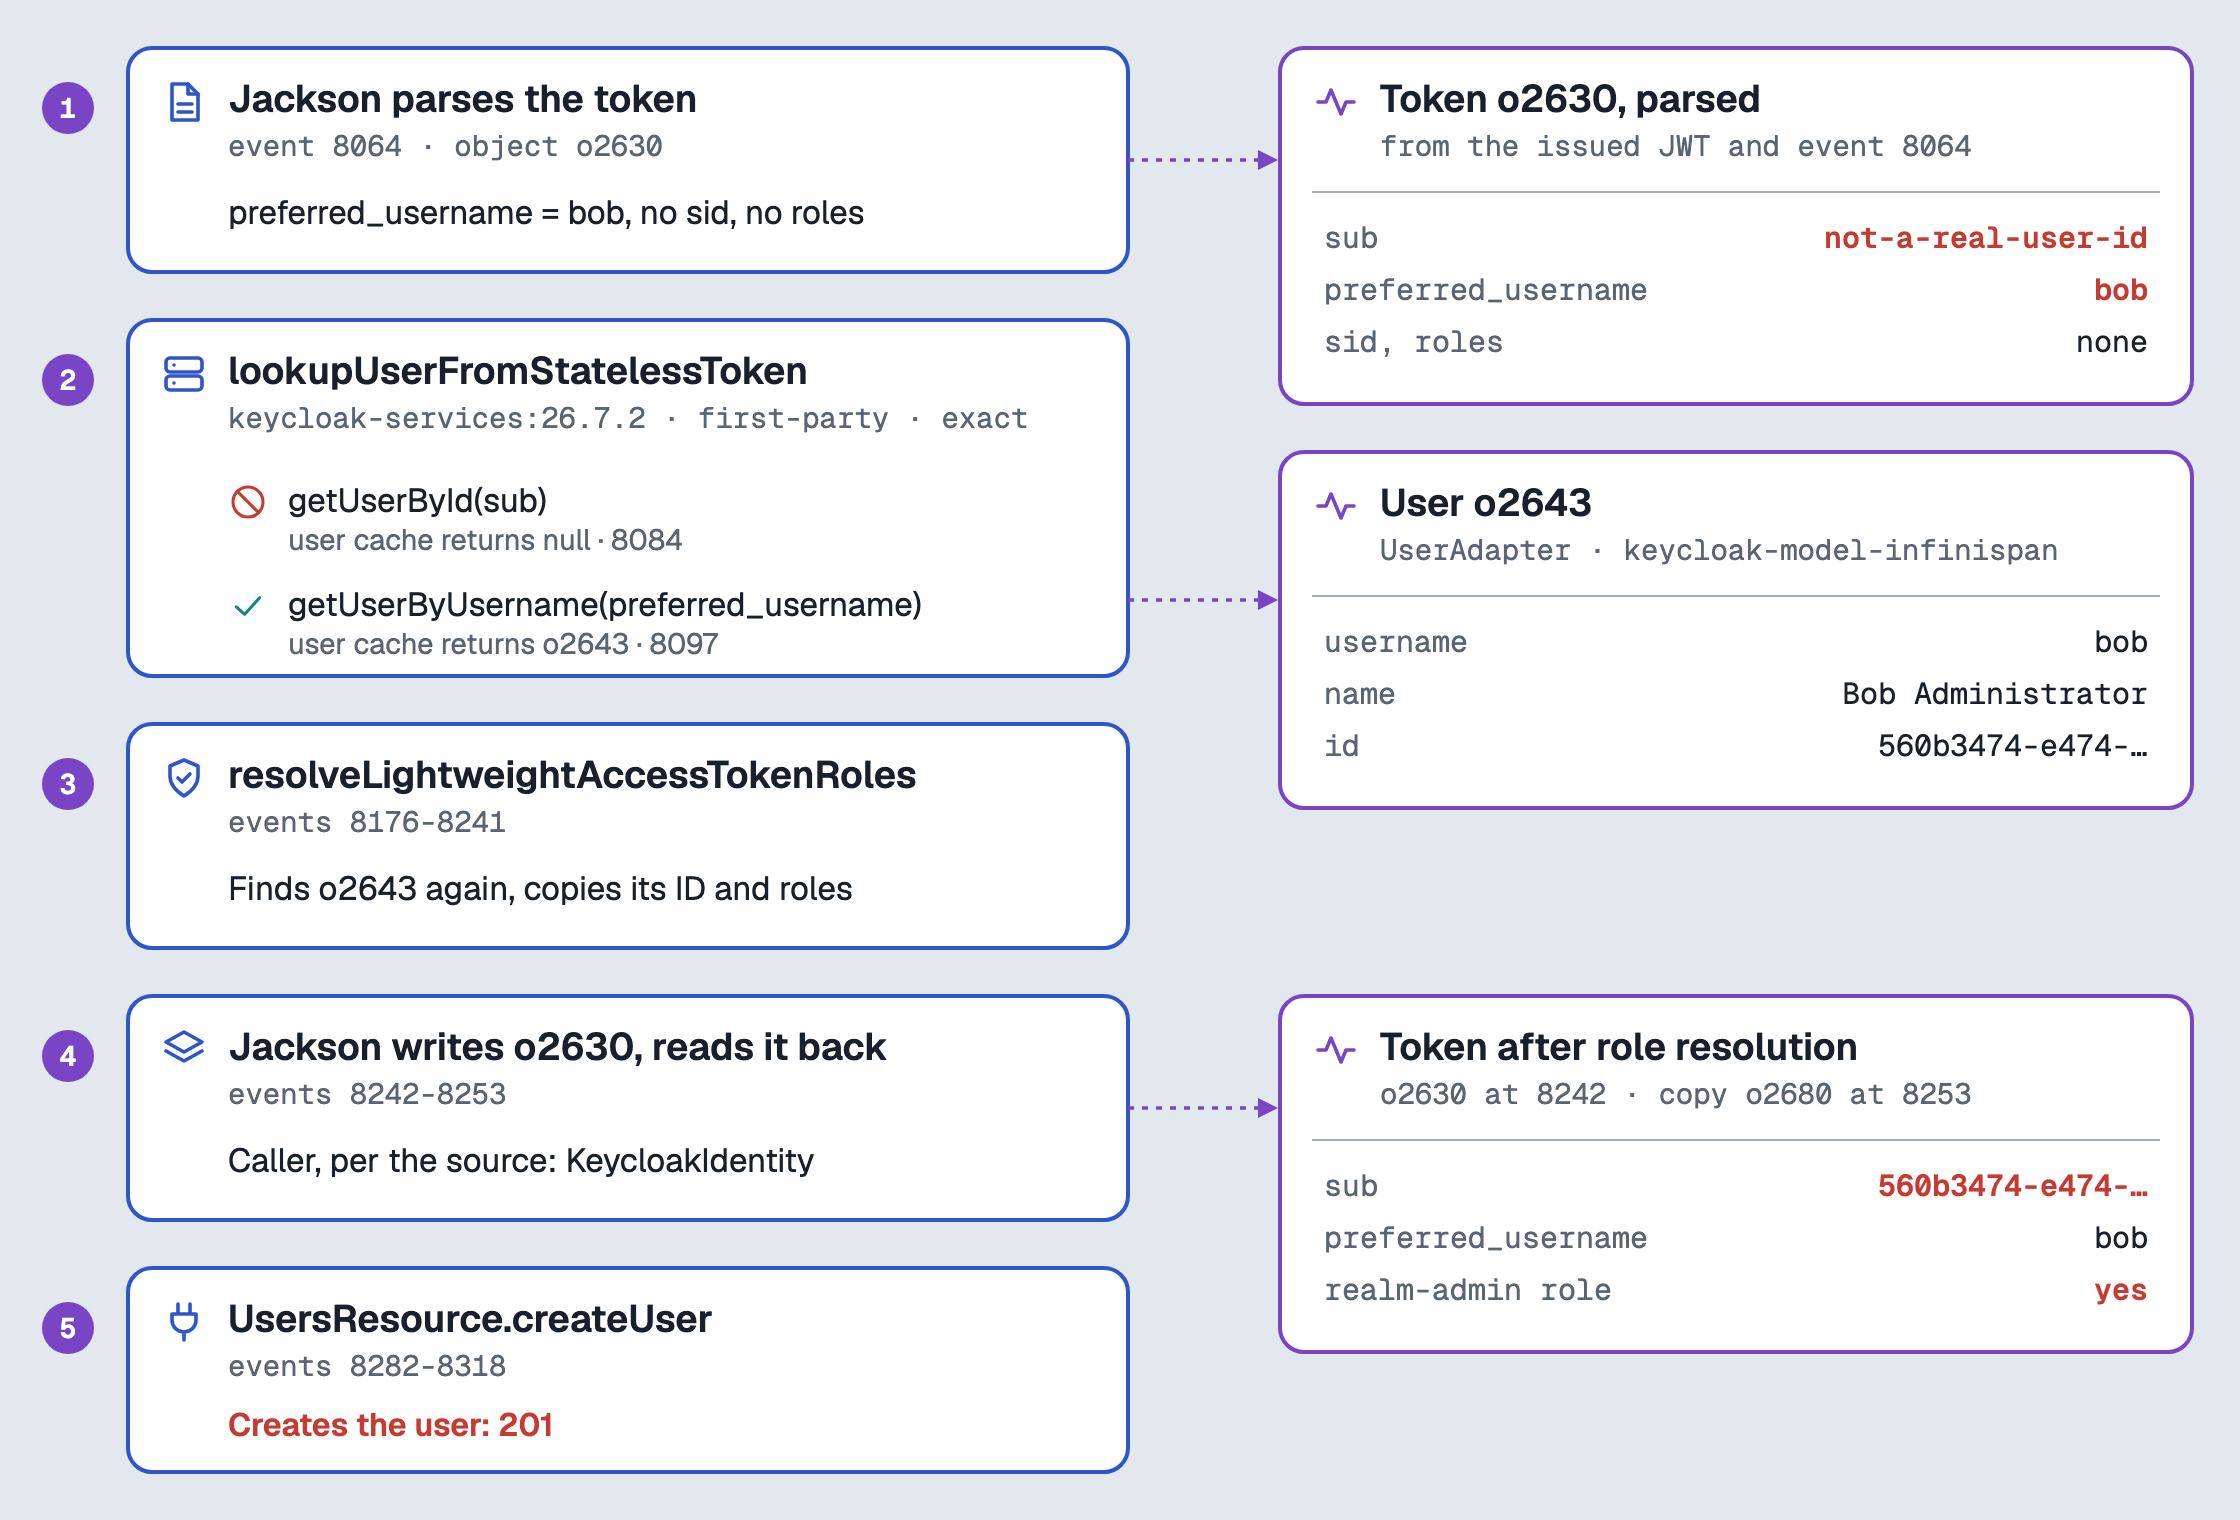 1
Jackson parses the token
event 8064 · object o2630
preferred_username = bob, no sid, no roles
Token o2630, parsed
from the issued JWT and event 8064
sub not-a-real-user-id
preferred_username bob
sid, roles none
2
lookupUserFromStatelessToken
keycloak-services:26.7.2 · first-party · exact
getUserById(sub)
user cache returns null · 8084
getUserByUsername(preferred_username)
user cache returns o2643 · 8097
User o2643
UserAdapter · keycloak-model-infinispan
username bob
name Bob Administrator
id 560b3474-e474-…
3
resolveLightweightAccessTokenRoles
events 8176-8241
Finds o2643 again, copies its ID and roles
4
Jackson writes o2630, reads it back
events 8242-8253
Caller, per the source: KeycloakIdentity
Token after role resolution
o2630 at 8242 · copy o2680 at 8253
sub 560b3474-e474-…
preferred_username bob
realm-admin role yes
5
UsersResource.createUser
events 8282-8318
Creates the user: 201